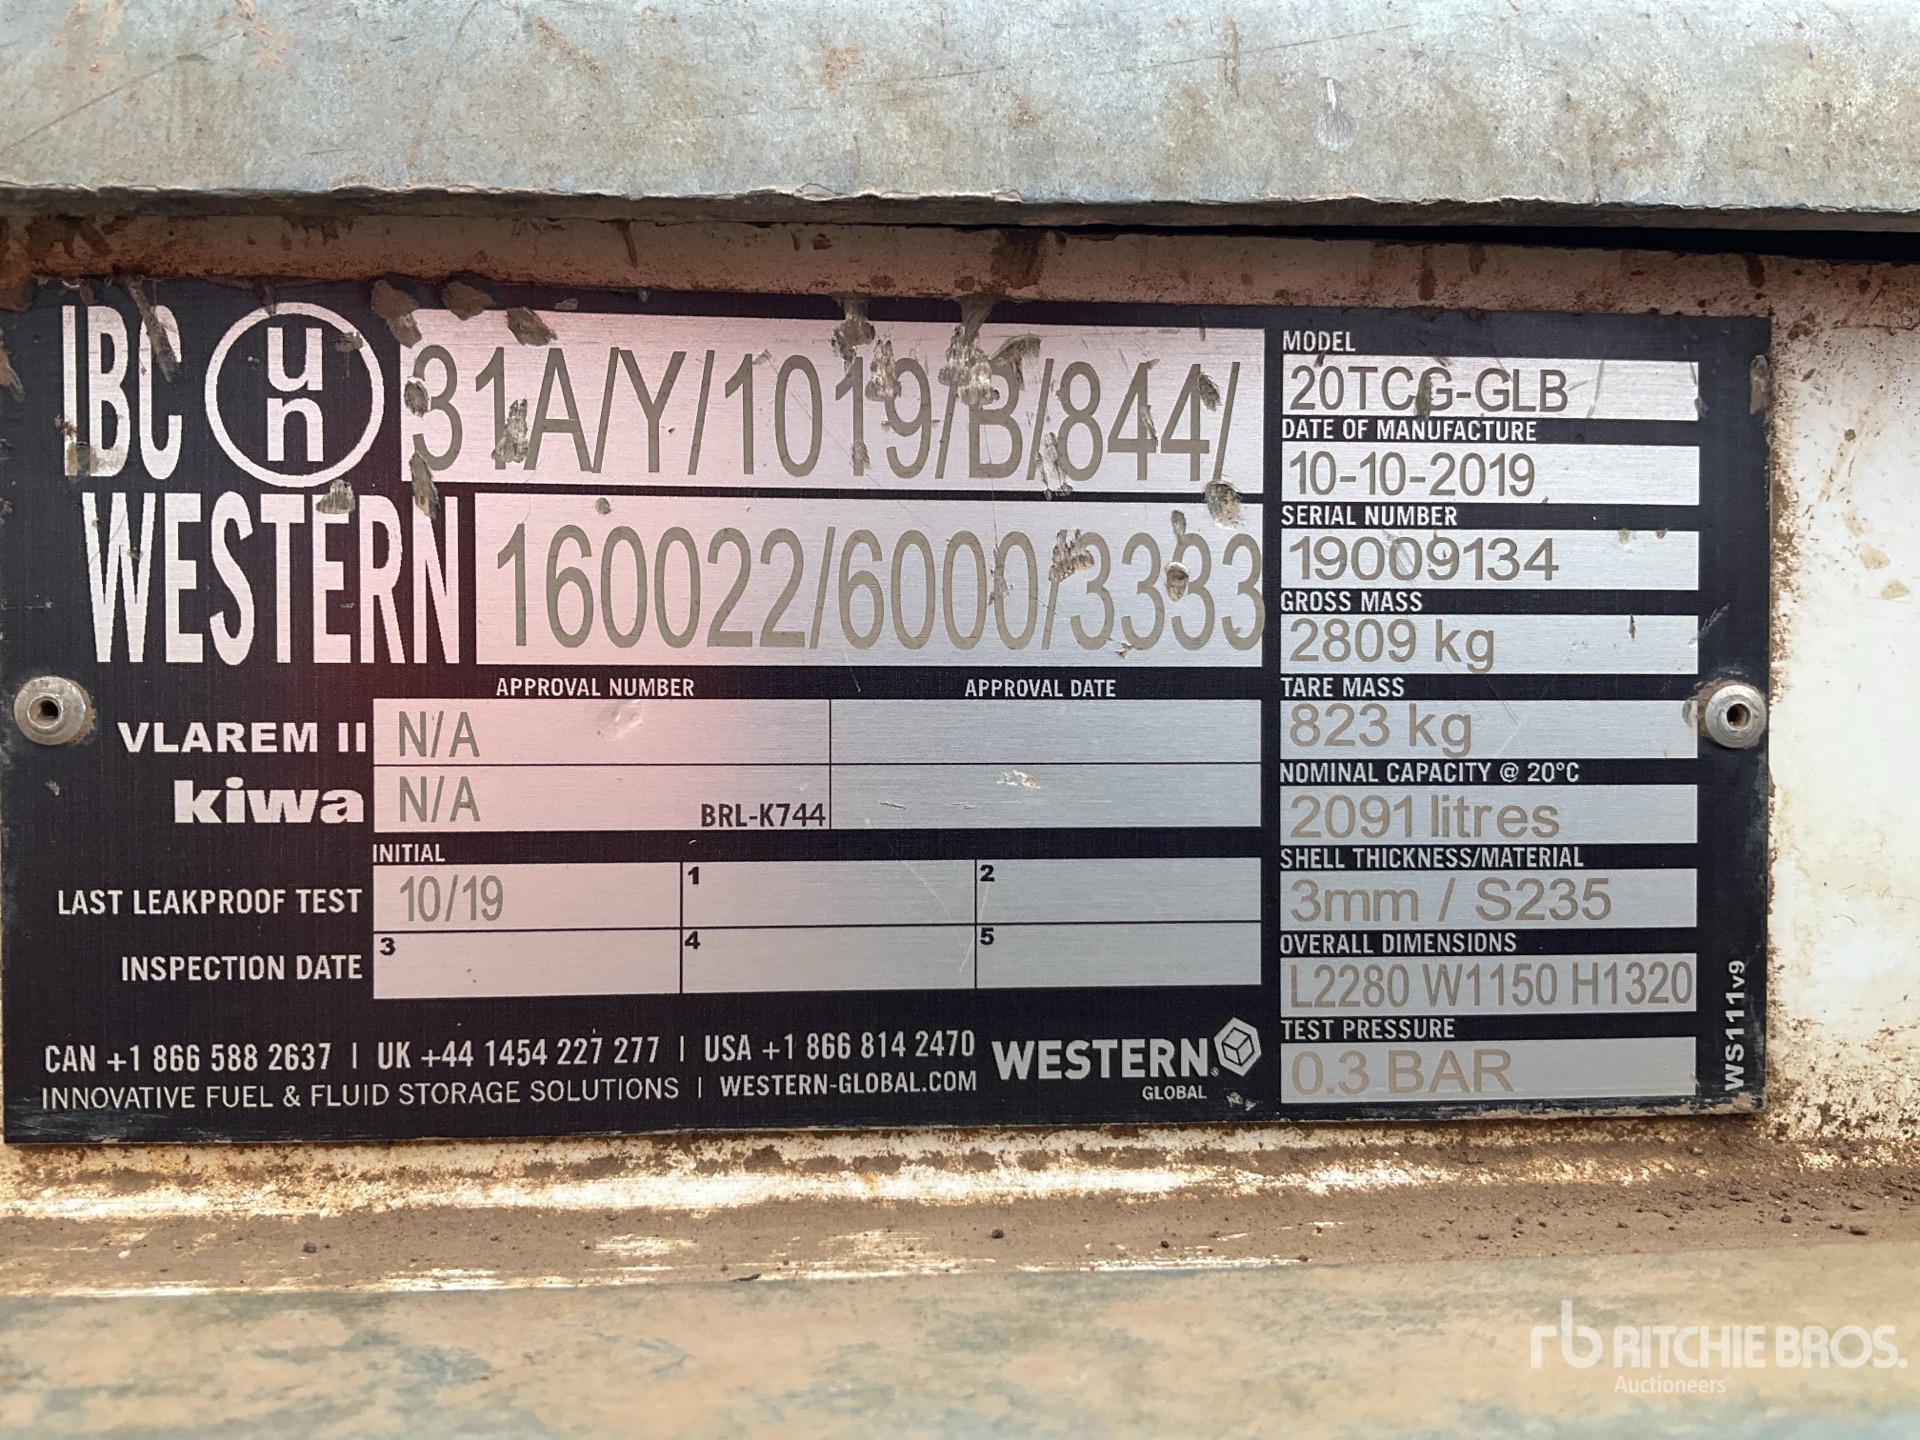 IBC un 31A/Y/1019/B/844/
WESTERN 160022/6000/3333
APPROVAL NUMBER APPROVAL DATE
VLAREM II N/A
kiwa N/A BRL-K744
INITIAL
LAST LEAKPROOF TEST 10/19 1 2
INSPECTION DATE 3 4 5
CAN +1 866 588 2637 | UK +44 1454 227 277 | USA +1 866 814 2470
INNOVATIVE FUEL & FLUID STORAGE SOLUTIONS | WESTERN-GLOBAL.COM
WESTERN
GLOBAL
MODEL
20TCG-GLB
DATE OF MANUFACTURE
10-10-2019
SERIAL NUMBER
19009134
GROSS MASS
2809 kg
TARE MASS
823 kg
NOMINAL CAPACITY @ 20°C
2091 litres
SHELL THICKNESS/MATERIAL
3mm / S235
OVERALL DIMENSIONS
L2280 W1150 H1320
TEST PRESSURE
0.3 BAR
WS111v9
rb RITCHIE BROS.
Auctioneers